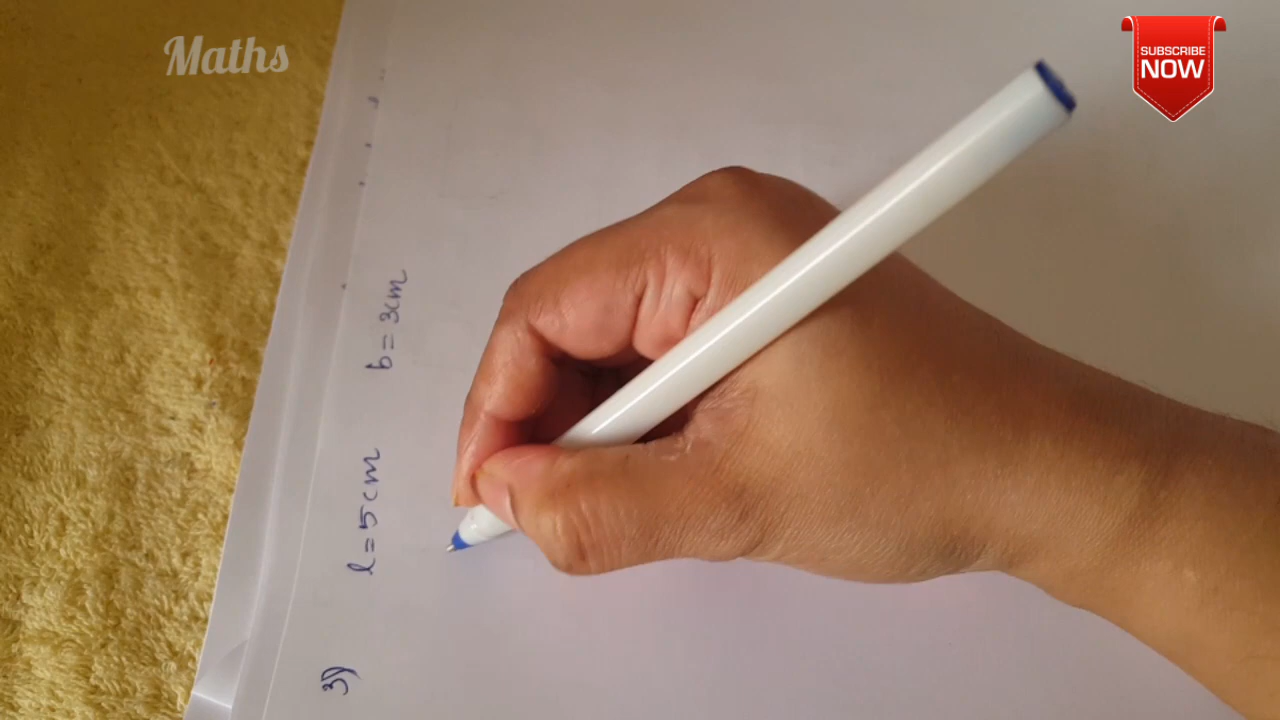 Maths
SUBSCRIBE
NOW
3) l = 5cm b = 3cm